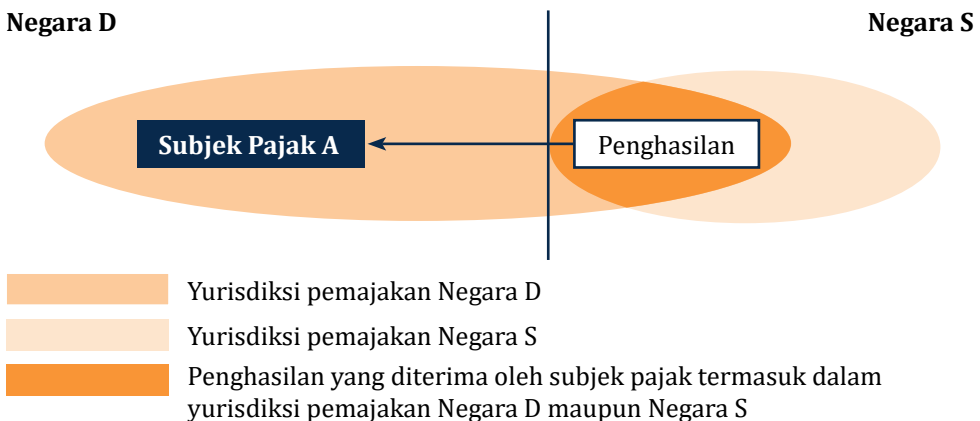 Negara D
Negara S
Subjek Pajak A
Penghasilan
Yurisdiksi pemajakan Negara D
Yurisdiksi pemajakan Negara S
Penghasilan yang diterima oleh subjek pajak termasuk dalam
yurisdiksi pemajakan Negara D maupun Negara S